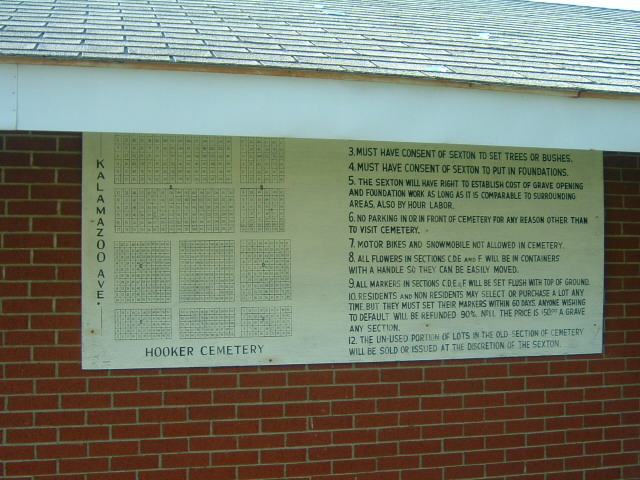 KALAMAZOO AVE.
HOOKER CEMETERY
3. MUST HAVE CONSENT OF SEXTON TO SET TREES OR BUSHES.
4. MUST HAVE CONSENT OF SEXTON TO PUT IN FOUNDATIONS.
5. THE SEXTON WILL HAVE RIGHT TO ESTABLISH COST OF GRAVE OPENING
AND FOUNDATION WORK AS LONG AS IT IS COMPARABLE TO SURROUNDING
AREAS, ALSO BY HOUR LABOR.
6. NO PARKING IN OR IN FRONT OF CEMETERY FOR ANY REASON OTHER THAN
TO VISIT CEMETERY.
7. MOTOR BIKES AND SNOWMOBILE NOT ALLOWED IN CEMETERY.
8. ALL FLOWERS IN SECTIONS C.D.E AND F WILL BE IN CONTAINERS
WITH A HANDLE SO THEY CAN BE EASILY MOVED.
9. ALL MARKERS IN SECTIONS C.D.E.&F WILL BE SET FLUSH WITH TOP OF GROUND.
10. RESIDENTS AND NON RESIDENTS MAY SELECT OR PURCHASE A LOT ANY
TIME. BUT THEY MUST SET THEIR MARKERS WITHIN 60 DAYS. ANYONE WISHING
TO DEFAULT WILL BE REFUNDED 90%. NO.11. THE PRICE IS 150.00 A GRAVE
ANY SECTION.
12. THE UN-USED PORTION OF LOTS IN THE OLD SECTION OF CEMETERY
WILL BE SOLD OR ISSUED AT THE DISCRETION OF THE SEXTON.